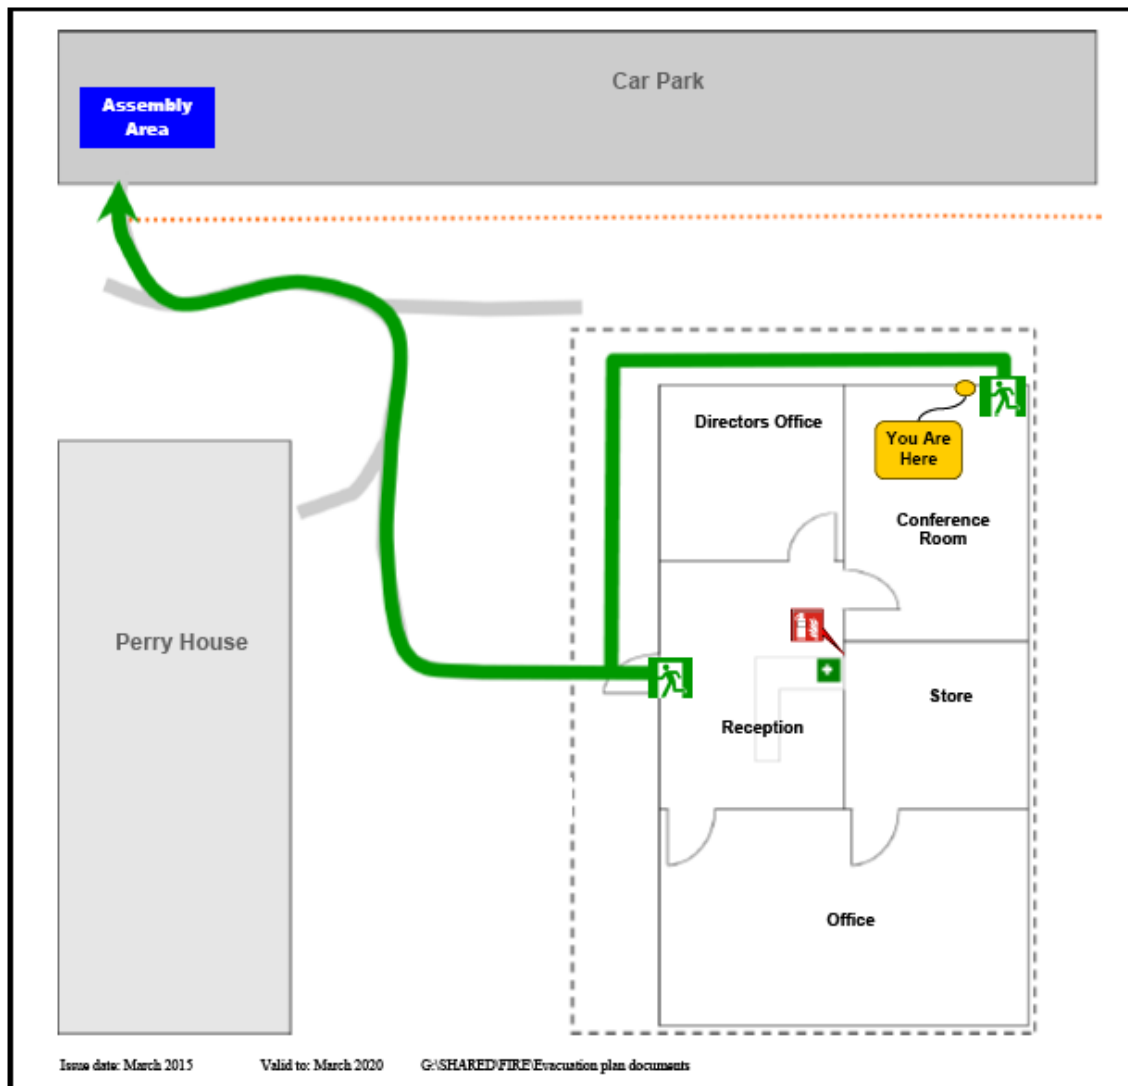 Car Park
Assembly
Area
Directors Office
You Are
Here
Conference
Room
Perry House
Store
Reception
Office
Issue date: March 2015
Valid to: March 2020
G:\SHARED\FIRE\Evacuation plan documents